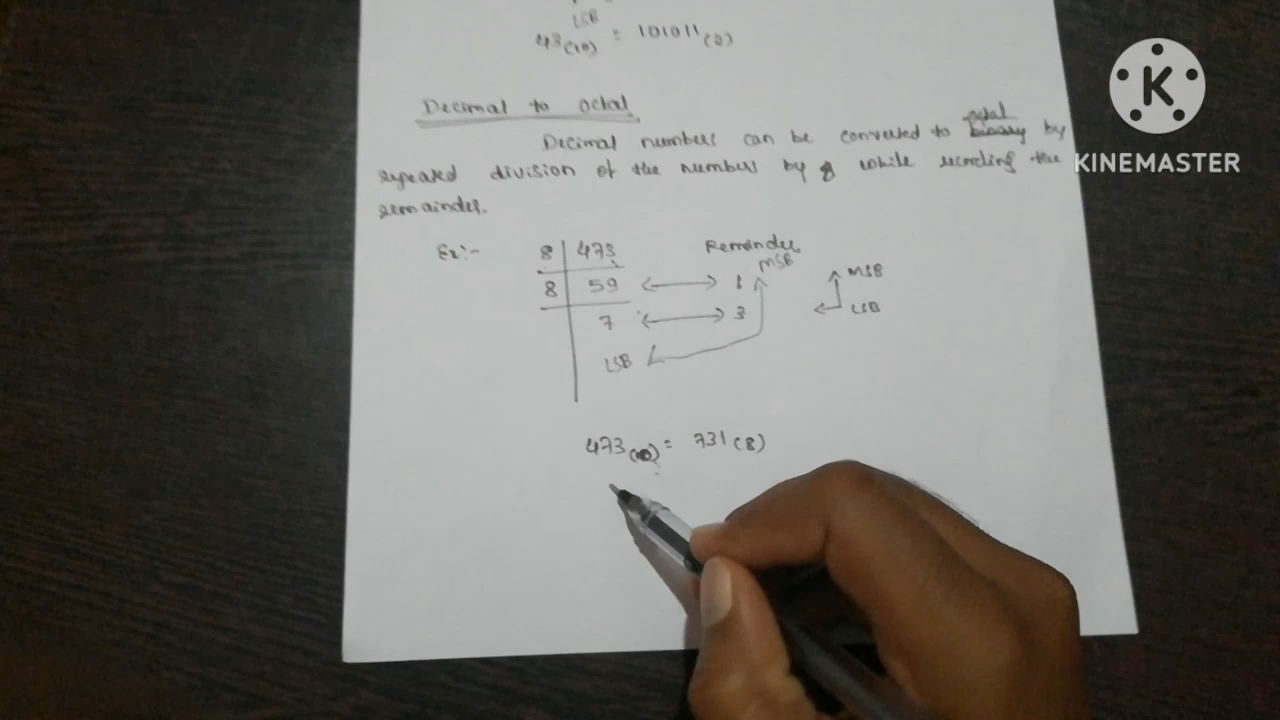 LSB
43(10) = 101011(2)
Decimal to octal
octal
Decimal numbers can be converted to binary by
repeated division of the numbers by 8 while recording the
remainder.
Ex:- 8 473 Reminder
MSB
8 59 1 MSB
7 3 LSB
LSB
473(10) = 731(8)
K
KINEMASTER